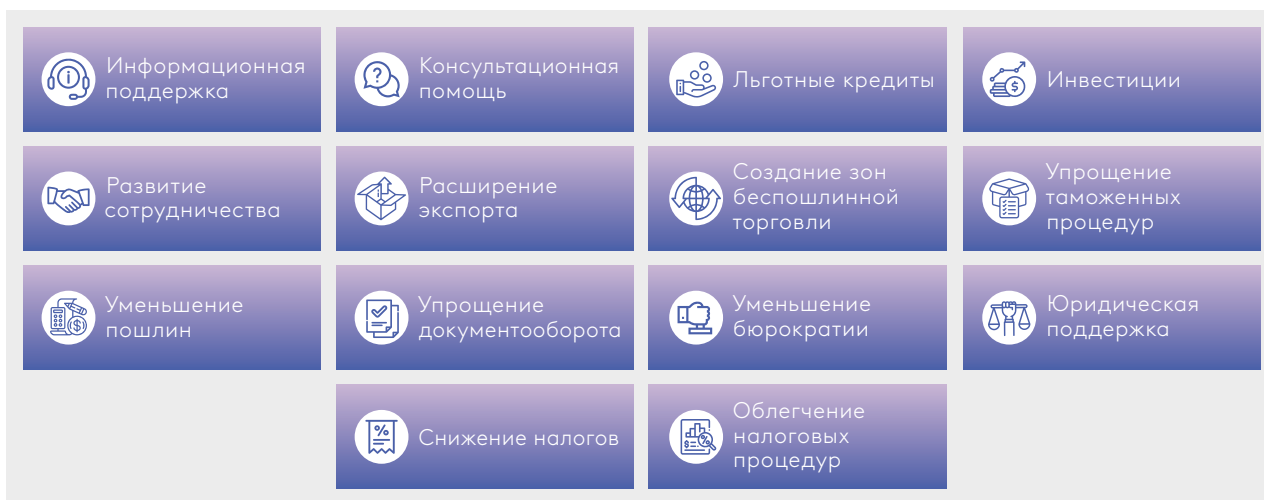 Информационная
поддержка
Консультационная
помощь
Льготные кредиты
Инвестиции
Развитие
сотрудничества
Расширение
экспорта
Создание зон
беспошлинной
торговли
Упрощение
таможенных
процедур
Уменьшение
пошлин
Упрощение
документооборота
Уменьшение
бюрократии
Юридическая
поддержка
Снижение налогов
Облегчение
налоговых
процедур